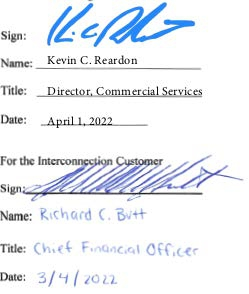 Sign:
Name: Kevin C. Reardon
Title: Director, Commercial Services
Date: April 1, 2022
For the Interconnection Customer
Sign:
Name: Richard C. Butt
Title: Chief Financial Officer
Date: 3/4/2022